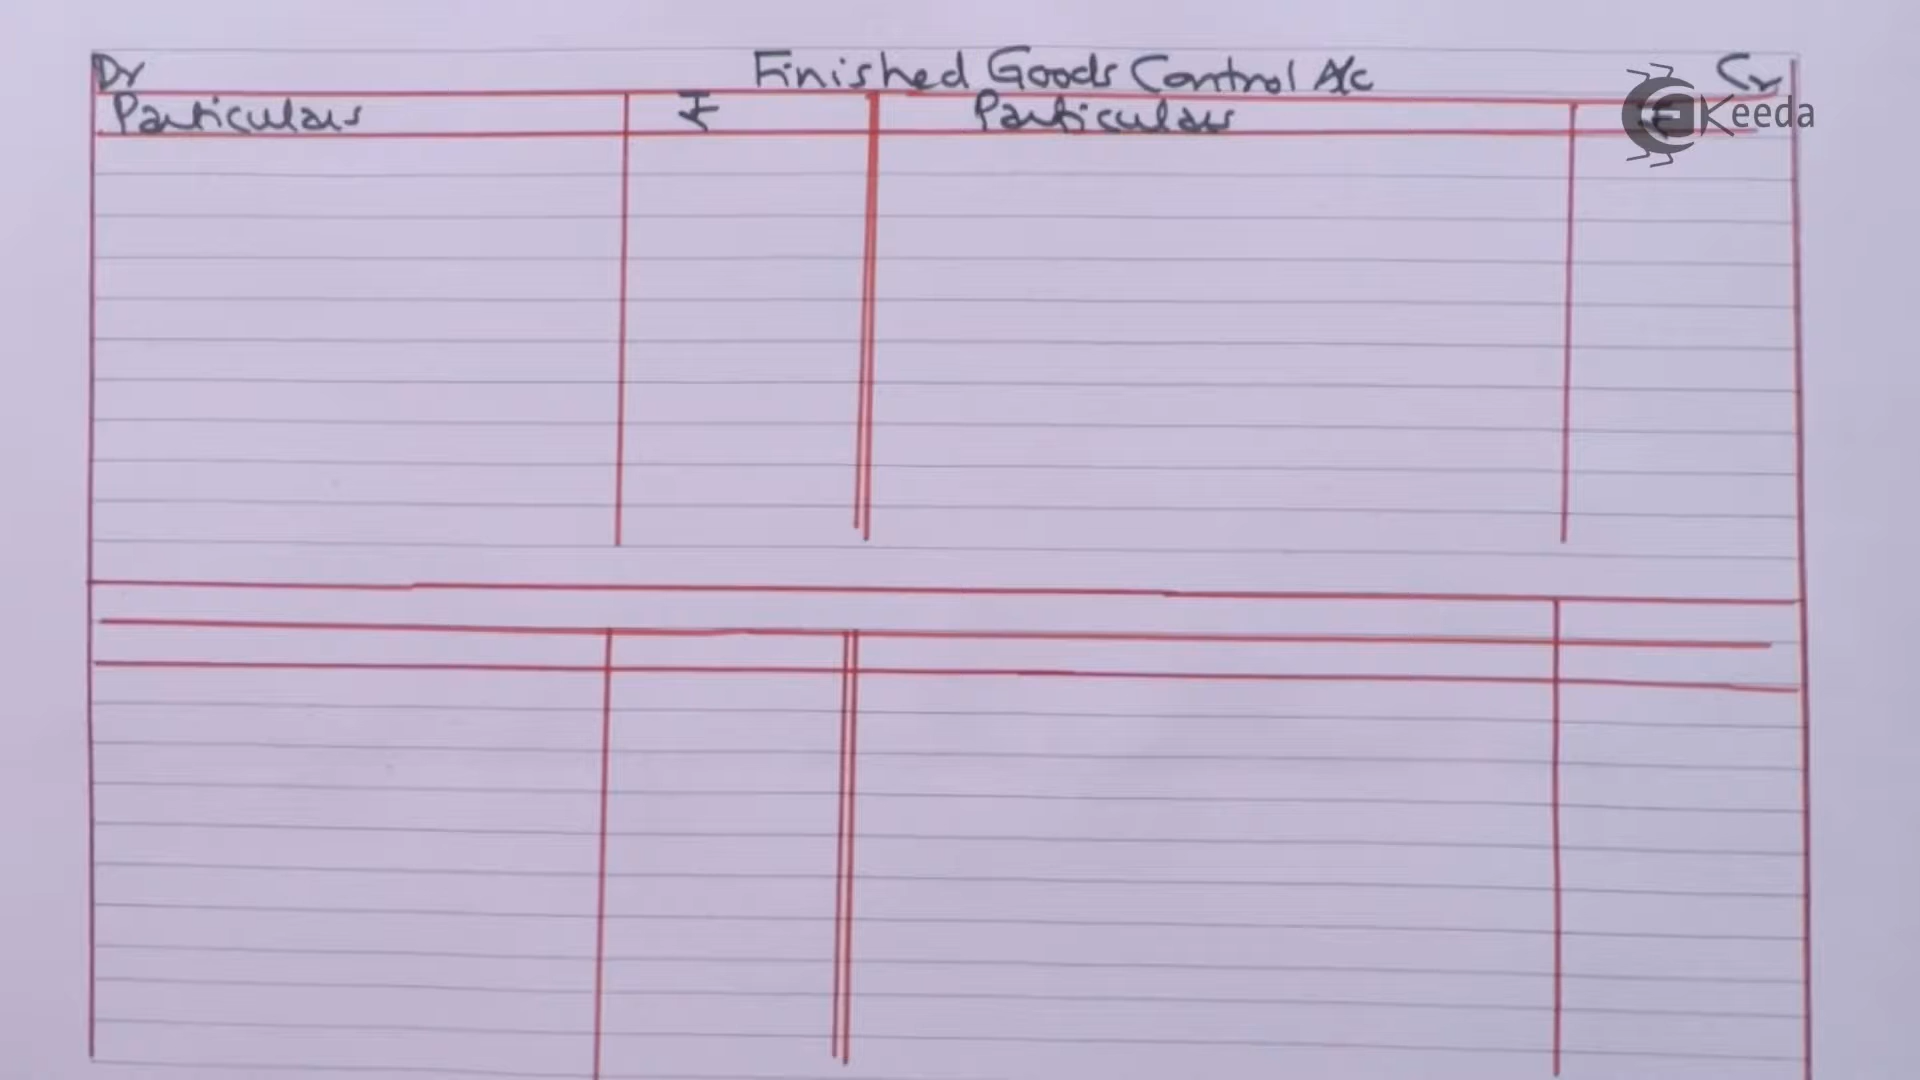 Dr Finished Goods Control A/c Cr
Particulars ₹ Particulars ₹
Keeda